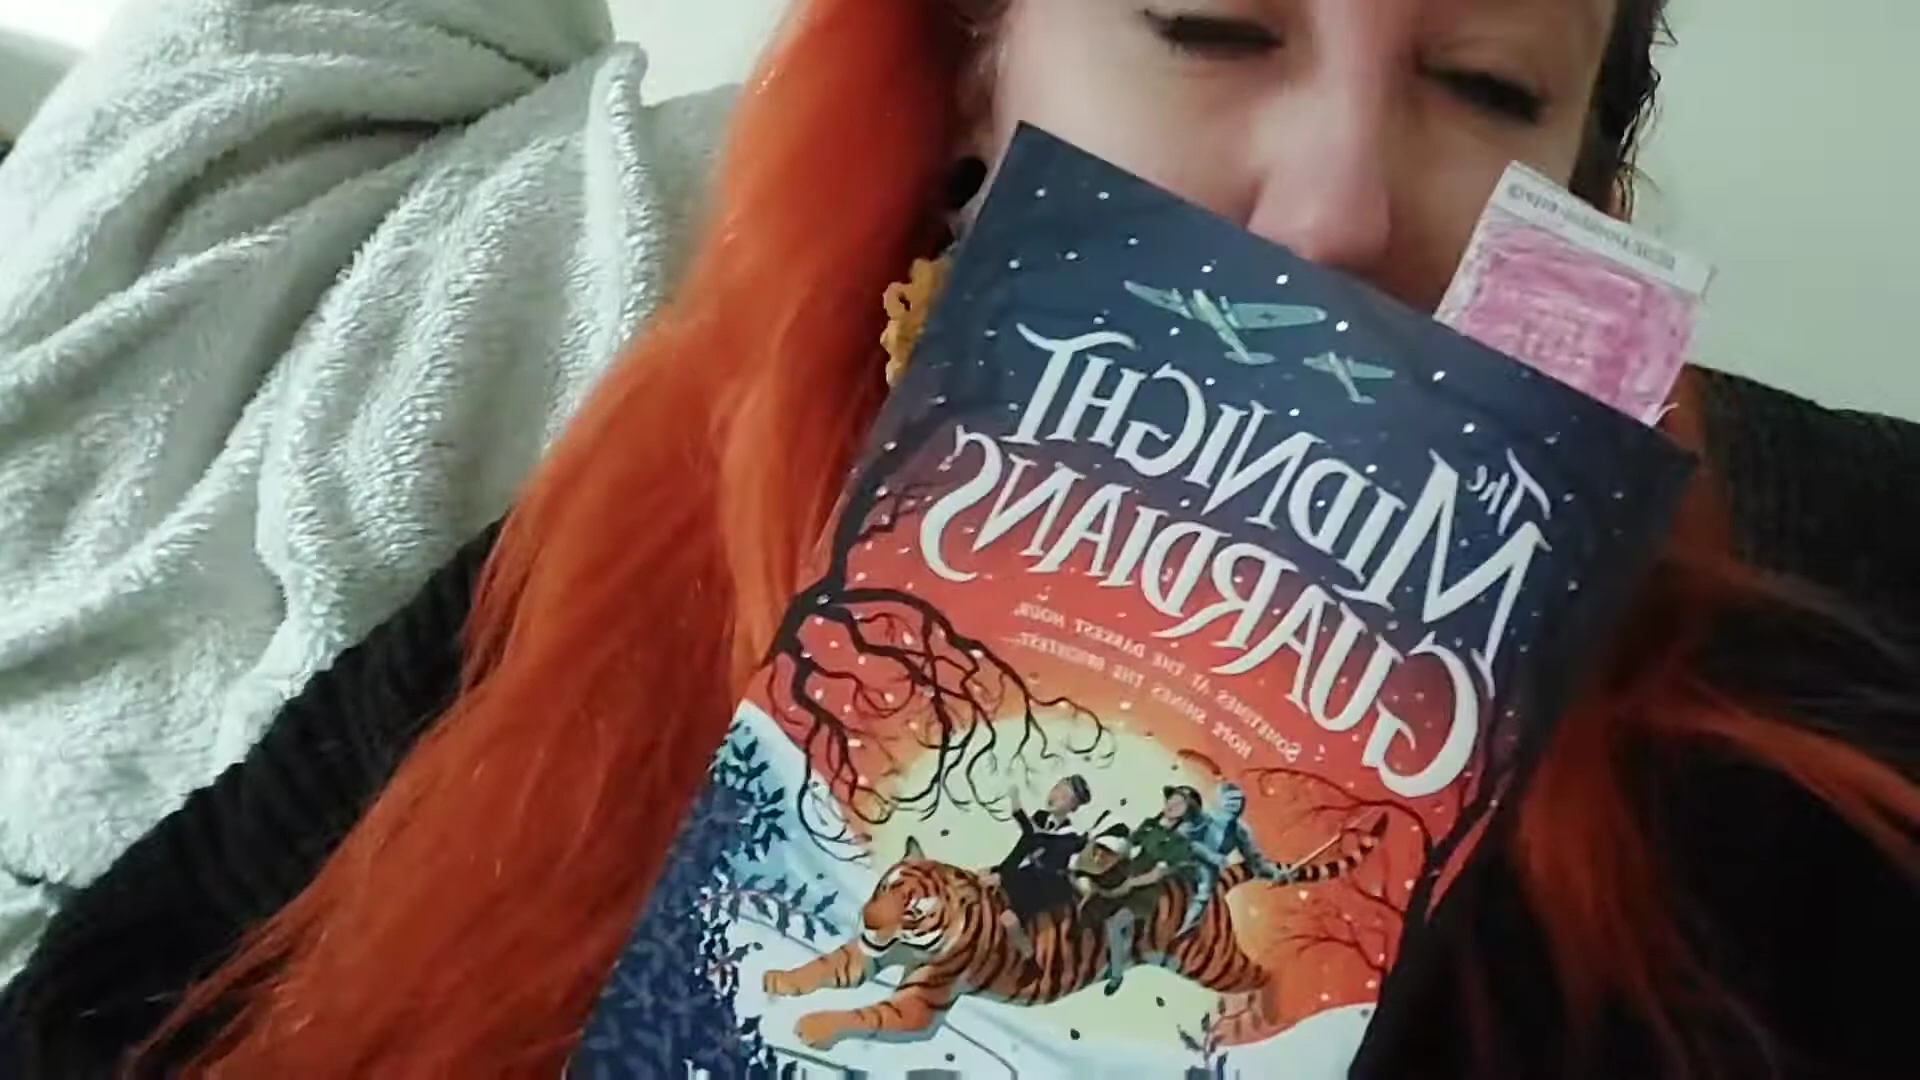 The
MIDNIGHT
GUARDIANS
SOMETIMES AT THE DARKEST HOUR,
HOPE SHINES THE BRIGHTEST...